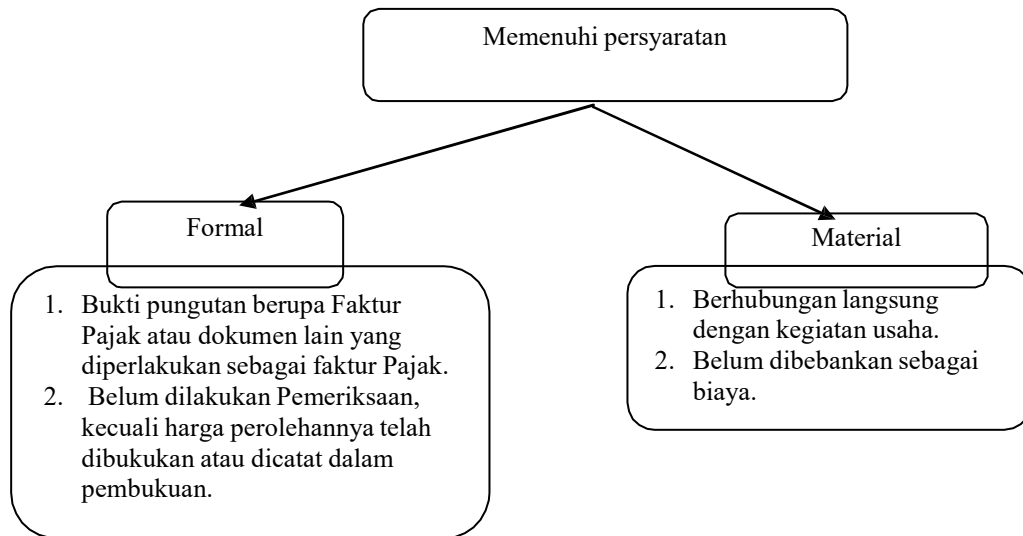 Memenuhi persyaratan
Formal
1. Bukti pungutan berupa Faktur
Pajak atau dokumen lain yang
diperlakukan sebagai faktur Pajak.
2. Belum dilakukan Pemeriksaan,
kecuali harga perolehannya telah
dibukukan atau dicatat dalam
pembukuan.
Material
1. Berhubungan langsung
dengan kegiatan usaha.
2. Belum dibebankan sebagai
biaya.